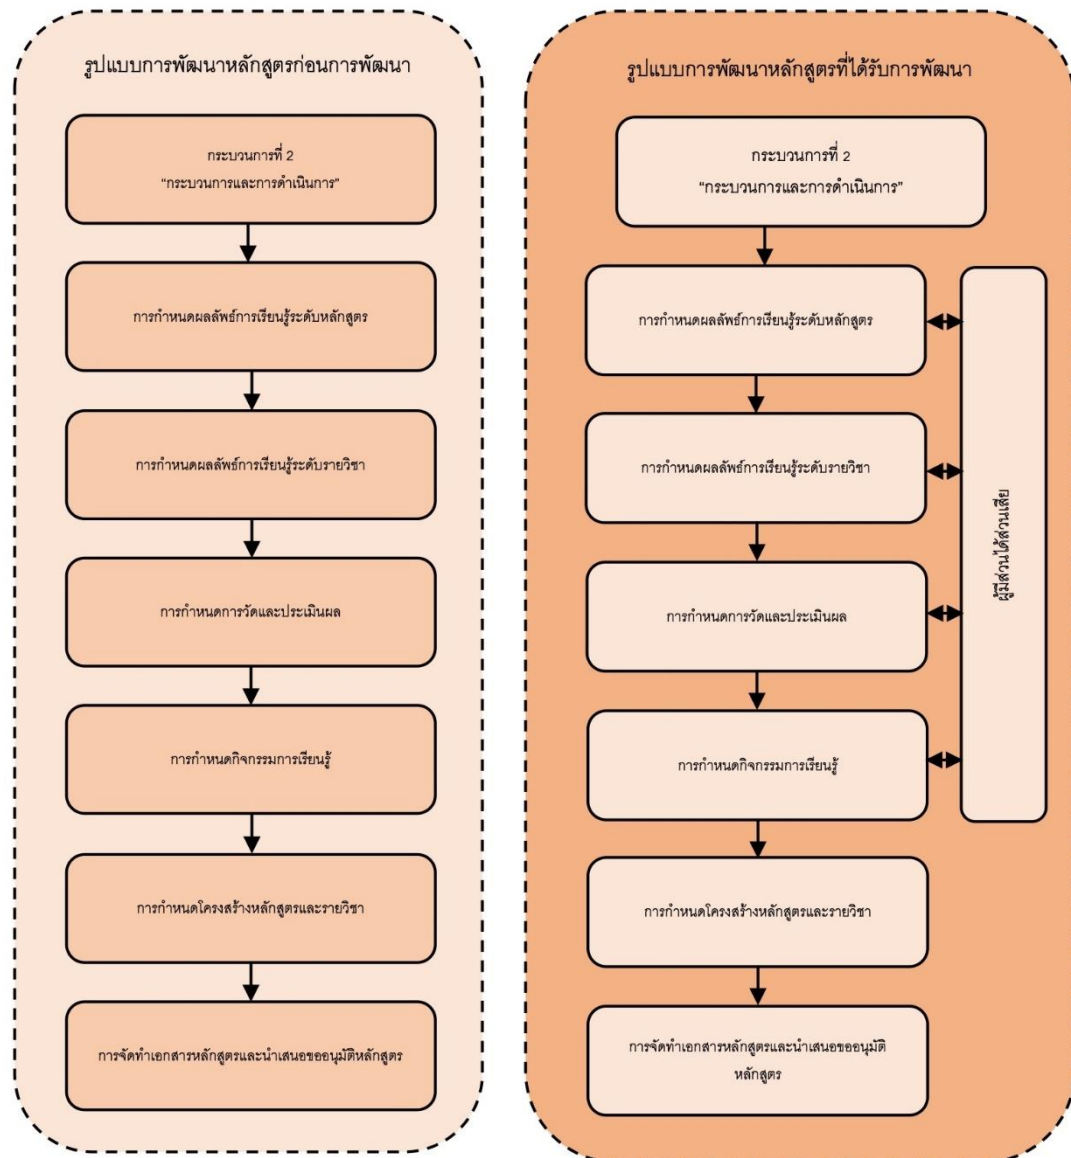 รูปแบบการพัฒนาหลักสูตรก่อนการพัฒนา
กระบวนการที่ 2
“กระบวนการและการดำเนินการ”
การกำหนดผลลัพธ์การเรียนรู้ระดับหลักสูตร
การกำหนดผลลัพธ์การเรียนรู้ระดับรายวิชา
การกำหนดการวัดและประเมินผล
การกำหนดกิจกรรมการเรียนรู้
การกำหนดโครงสร้างหลักสูตรและรายวิชา
การจัดทำเอกสารหลักสูตรและนำเสนอขออนุมัติหลักสูตร
รูปแบบการพัฒนาหลักสูตรที่ได้รับการพัฒนา
กระบวนการที่ 2
“กระบวนการและการดำเนินการ”
การกำหนดผลลัพธ์การเรียนรู้ระดับหลักสูตร
การกำหนดผลลัพธ์การเรียนรู้ระดับรายวิชา
การกำหนดการวัดและประเมินผล
การกำหนดกิจกรรมการเรียนรู้
การกำหนดโครงสร้างหลักสูตรและรายวิชา
การจัดทำเอกสารหลักสูตรและนำเสนอขออนุมัติ
หลักสูตร
ผู้มีส่วนได้ส่วนเสีย